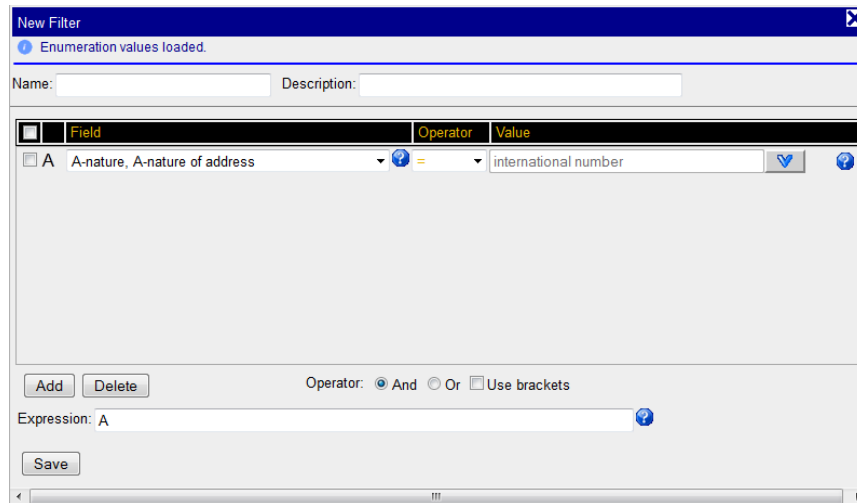 New Filter
Enumeration values loaded.
Name: Description:
Field Operator Value
A A-nature, A-nature of address = international number
Add Delete Operator: And Or Use brackets
Expression: A
Save